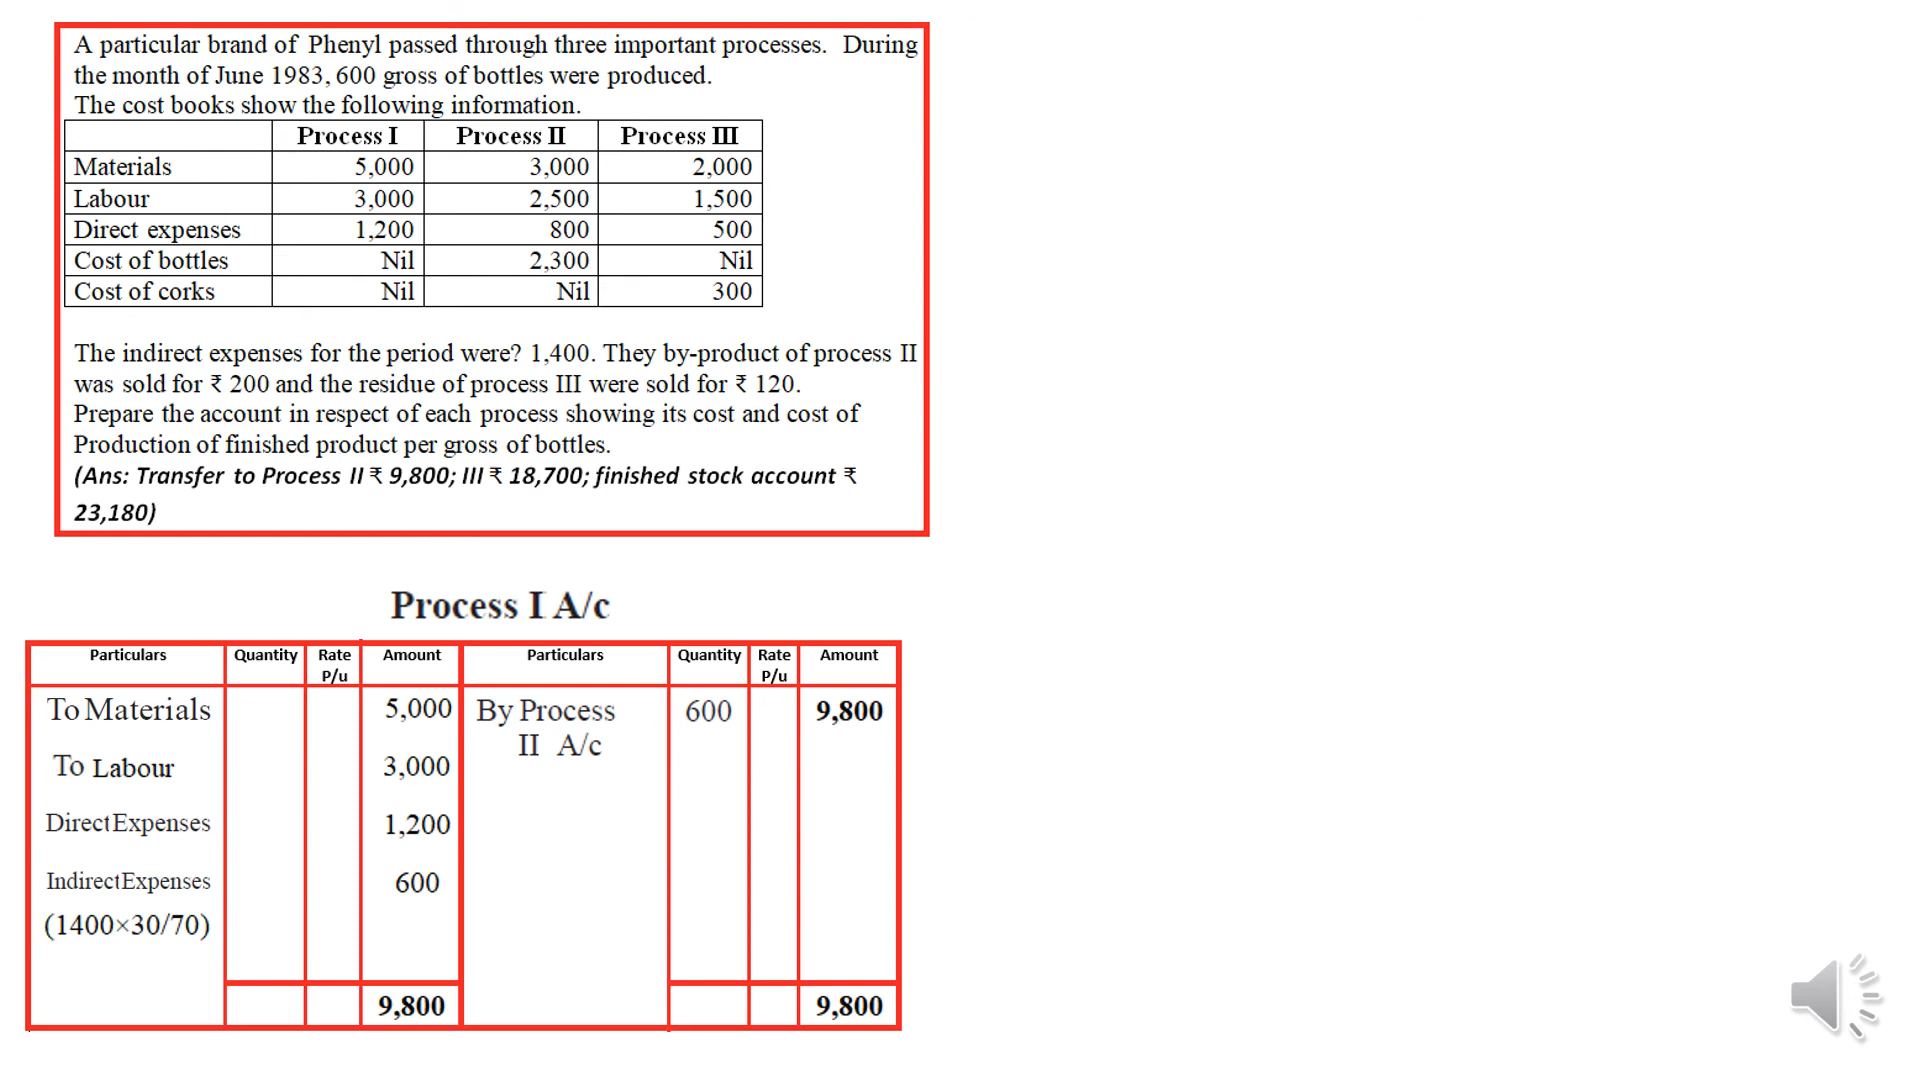 A particular brand of Phenyl passed through three important processes. During
the month of June 1983, 600 gross of bottles were produced.
The cost books show the following information.
Process I Process II Process III
Materials 5,000 3,000 2,000
Labour 3,000 2,500 1,500
Direct expenses 1,200 800 500
Cost of bottles Nil 2,300 Nil
Cost of corks Nil Nil 300
The indirect expenses for the period were? 1,400. They by-product of process II
was sold for ₹ 200 and the residue of process III were sold for ₹ 120.
Prepare the account in respect of each process showing its cost and cost of
Production of finished product per gross of bottles.
(Ans: Transfer to Process II ₹ 9,800; III ₹ 18,700; finished stock account ₹
23,180)
Process I A/c
Particulars Quantity Rate P/u Amount Particulars Quantity Rate P/u Amount
To Materials 5,000 By Process 600 9,800
II A/c
To Labour 3,000
Direct Expenses 1,200
Indirect Expenses 600
(1400×30/70)
9,800 9,800